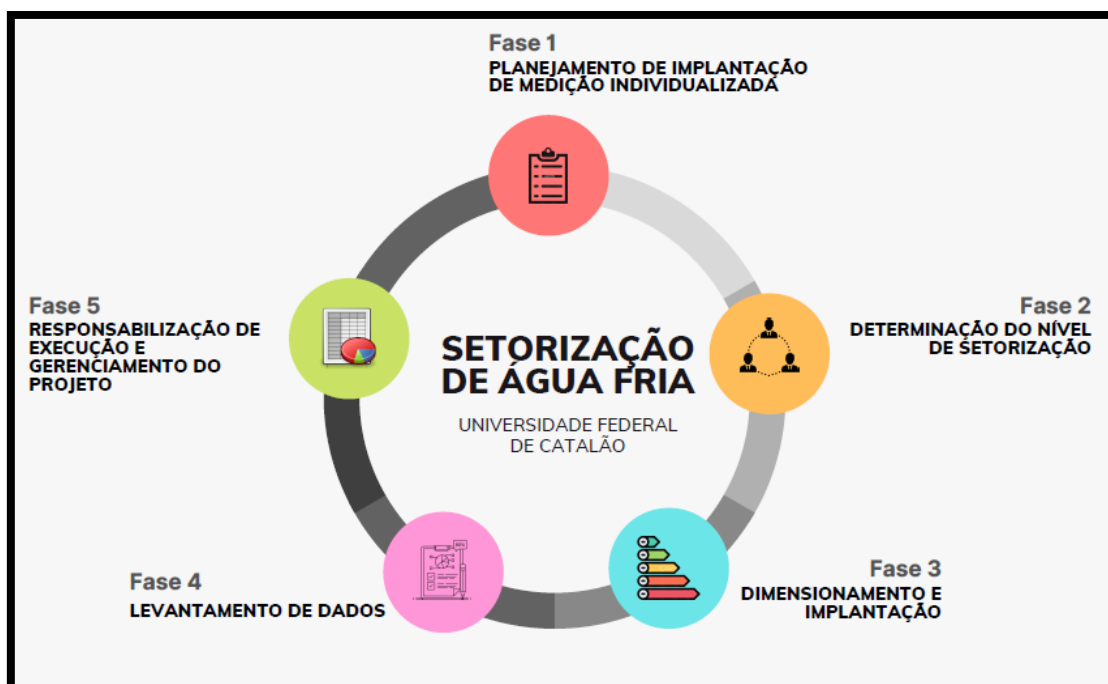 Fase 1
PLANEJAMENTO DE IMPLANTAÇÃO
DE MEDIÇÃO INDIVIDUALIZADA
Fase 5
RESPONSABILIZAÇÃO DE
EXECUÇÃO E
GERENCIAMENTO DO
PROJETO
SETORIZAÇÃO
DE ÁGUA FRIA
UNIVERSIDADE FEDERAL
DE CATALÃO
Fase 2
DETERMINAÇÃO DO NÍVEL
DE SETORIZAÇÃO
Fase 4
LEVANTAMENTO DE DADOS
Fase 3
DIMENSIONAMENTO E
IMPLANTAÇÃO